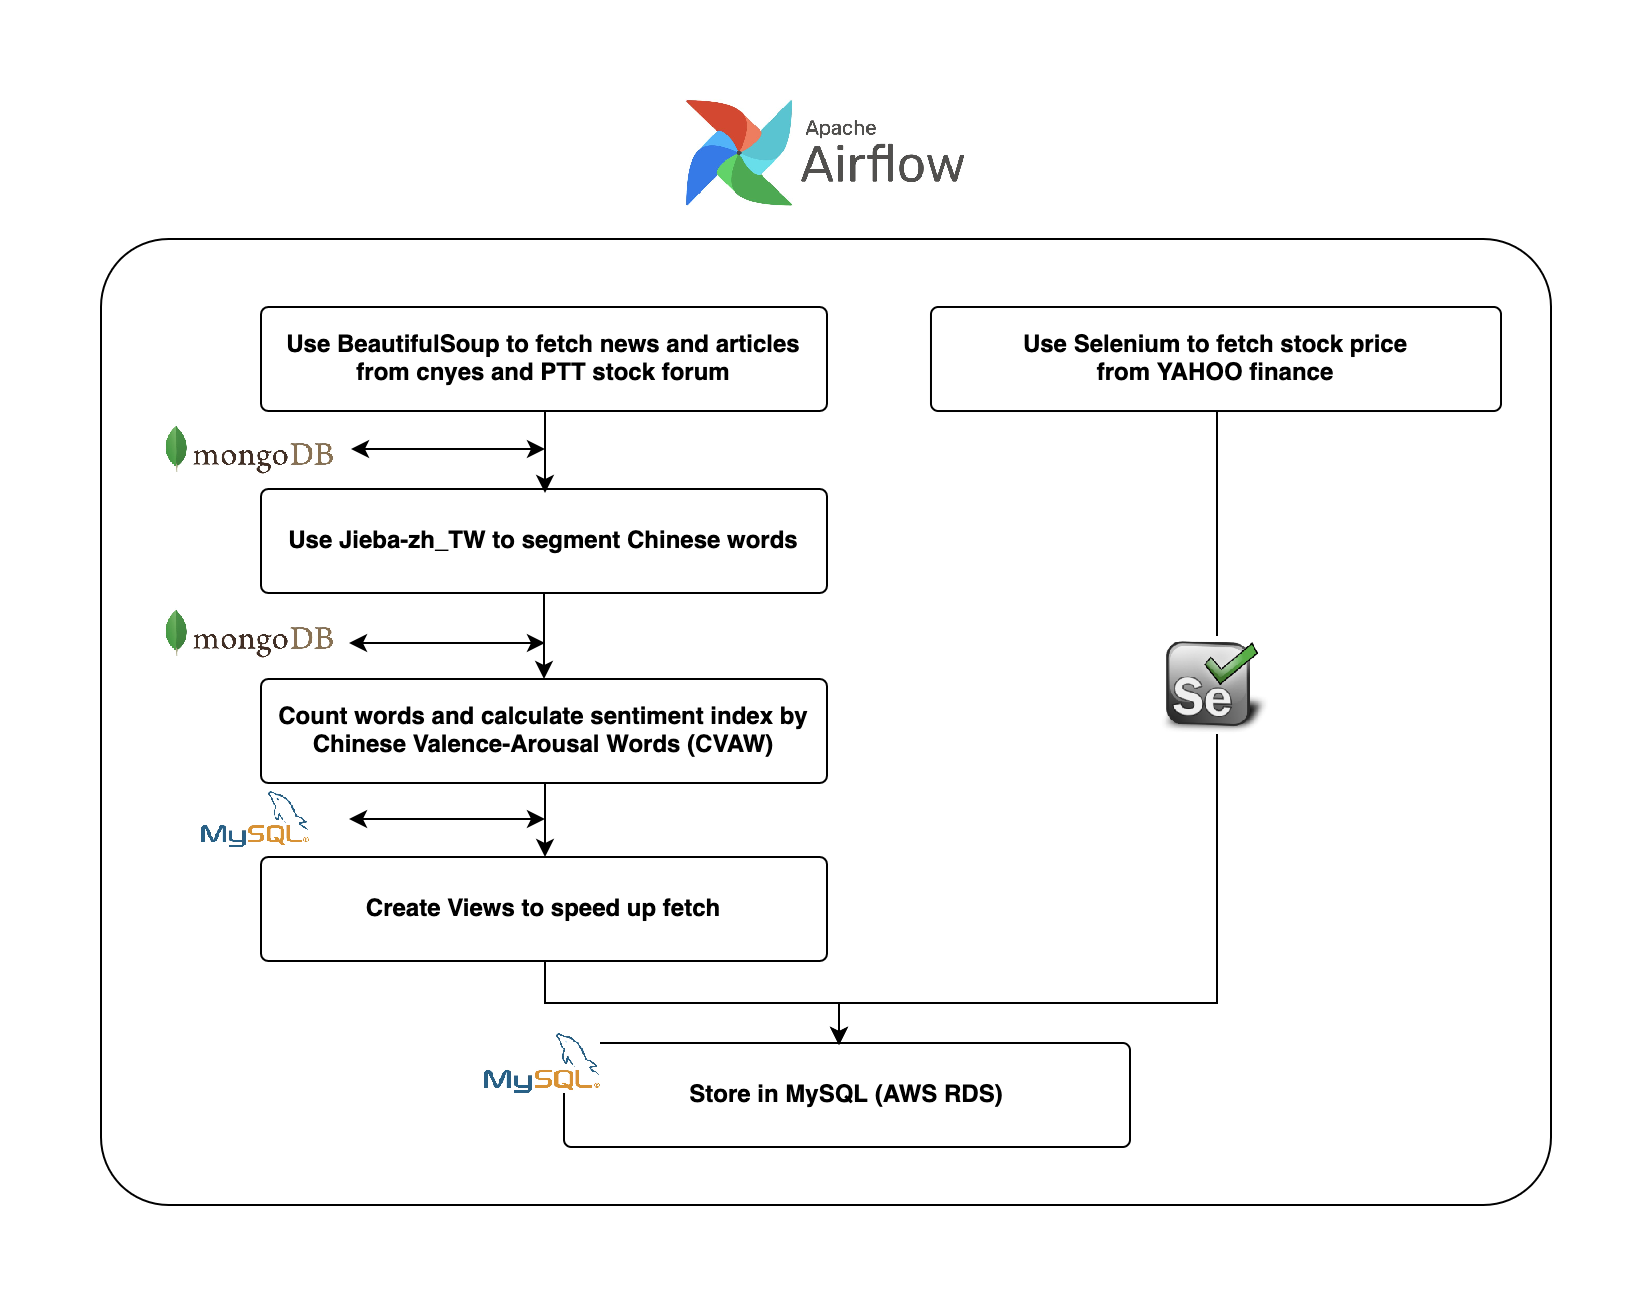 Apache
Airflow
Use BeautifulSoup to fetch news and articles
from cnyes and PTT stock forum
Use Selenium to fetch stock price
from YAHOO finance
mongoDB
Use Jieba-zh_TW to segment Chinese words
mongoDB
Se
Count words and calculate sentiment index by
Chinese Valence-Arousal Words (CVAW)
MySQL®
Create Views to speed up fetch
MySQL®
Store in MySQL (AWS RDS)